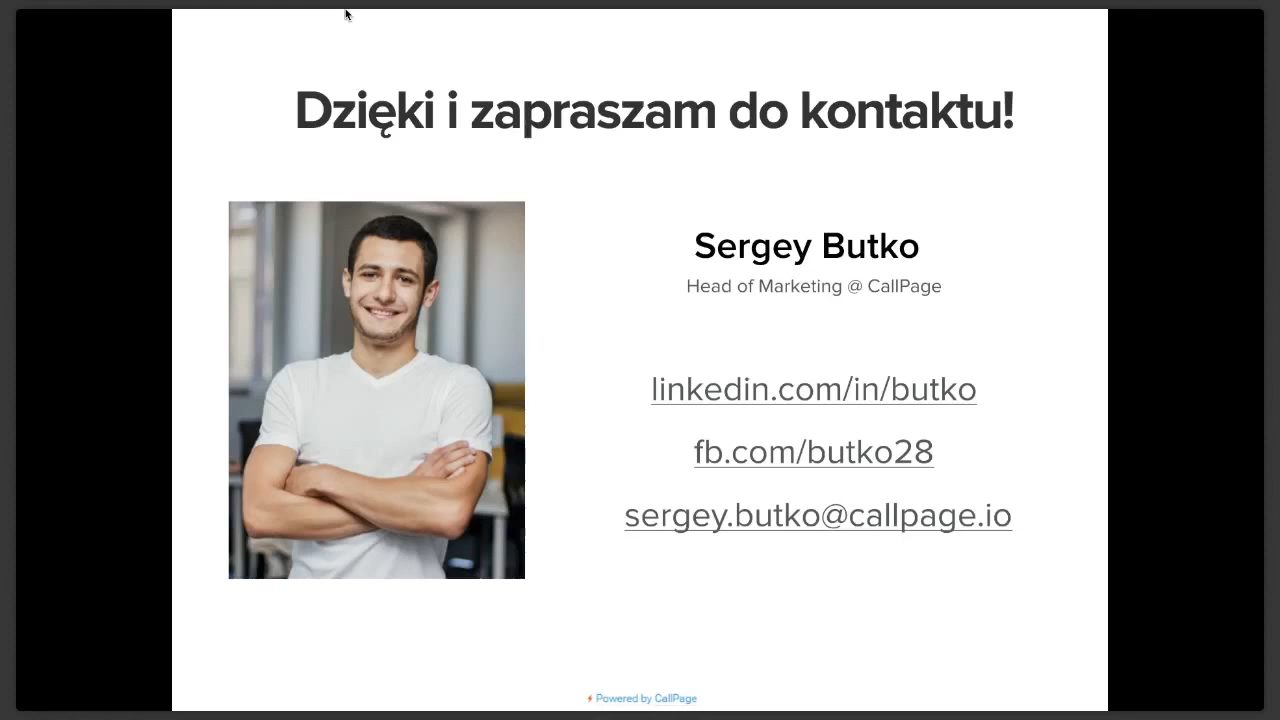 Dzięki i zapraszam do kontaktu!
Sergey Butko
Head of Marketing @ CallPage
linkedin.com/in/butko
fb.com/butko28
sergey.butko@callpage.io
Powered by CallPage